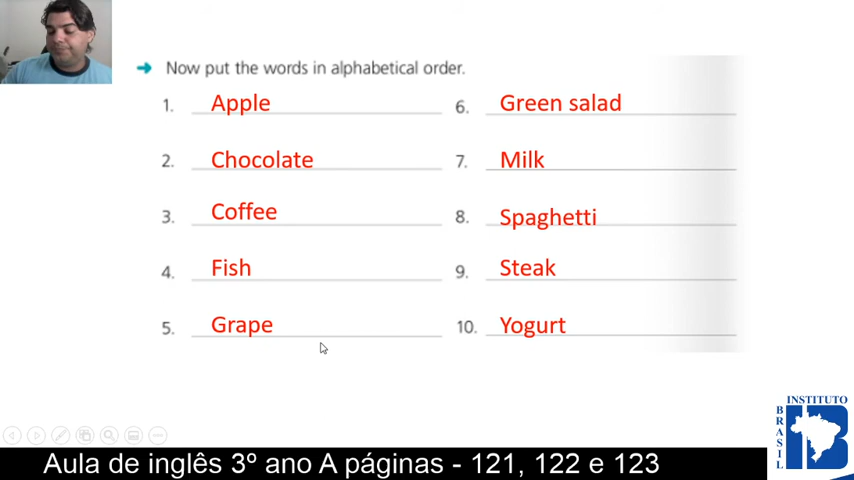 Now put the words in alphabetical order.
1. Apple
2. Chocolate
3. Coffee
4. Fish
5. Grape
6. Green salad
7. Milk
8. Spaghetti
9. Steak
10. Yogurt
INSTITUTO
BRASIL
IB
Aula de inglês 3º ano A páginas - 121, 122 e 123